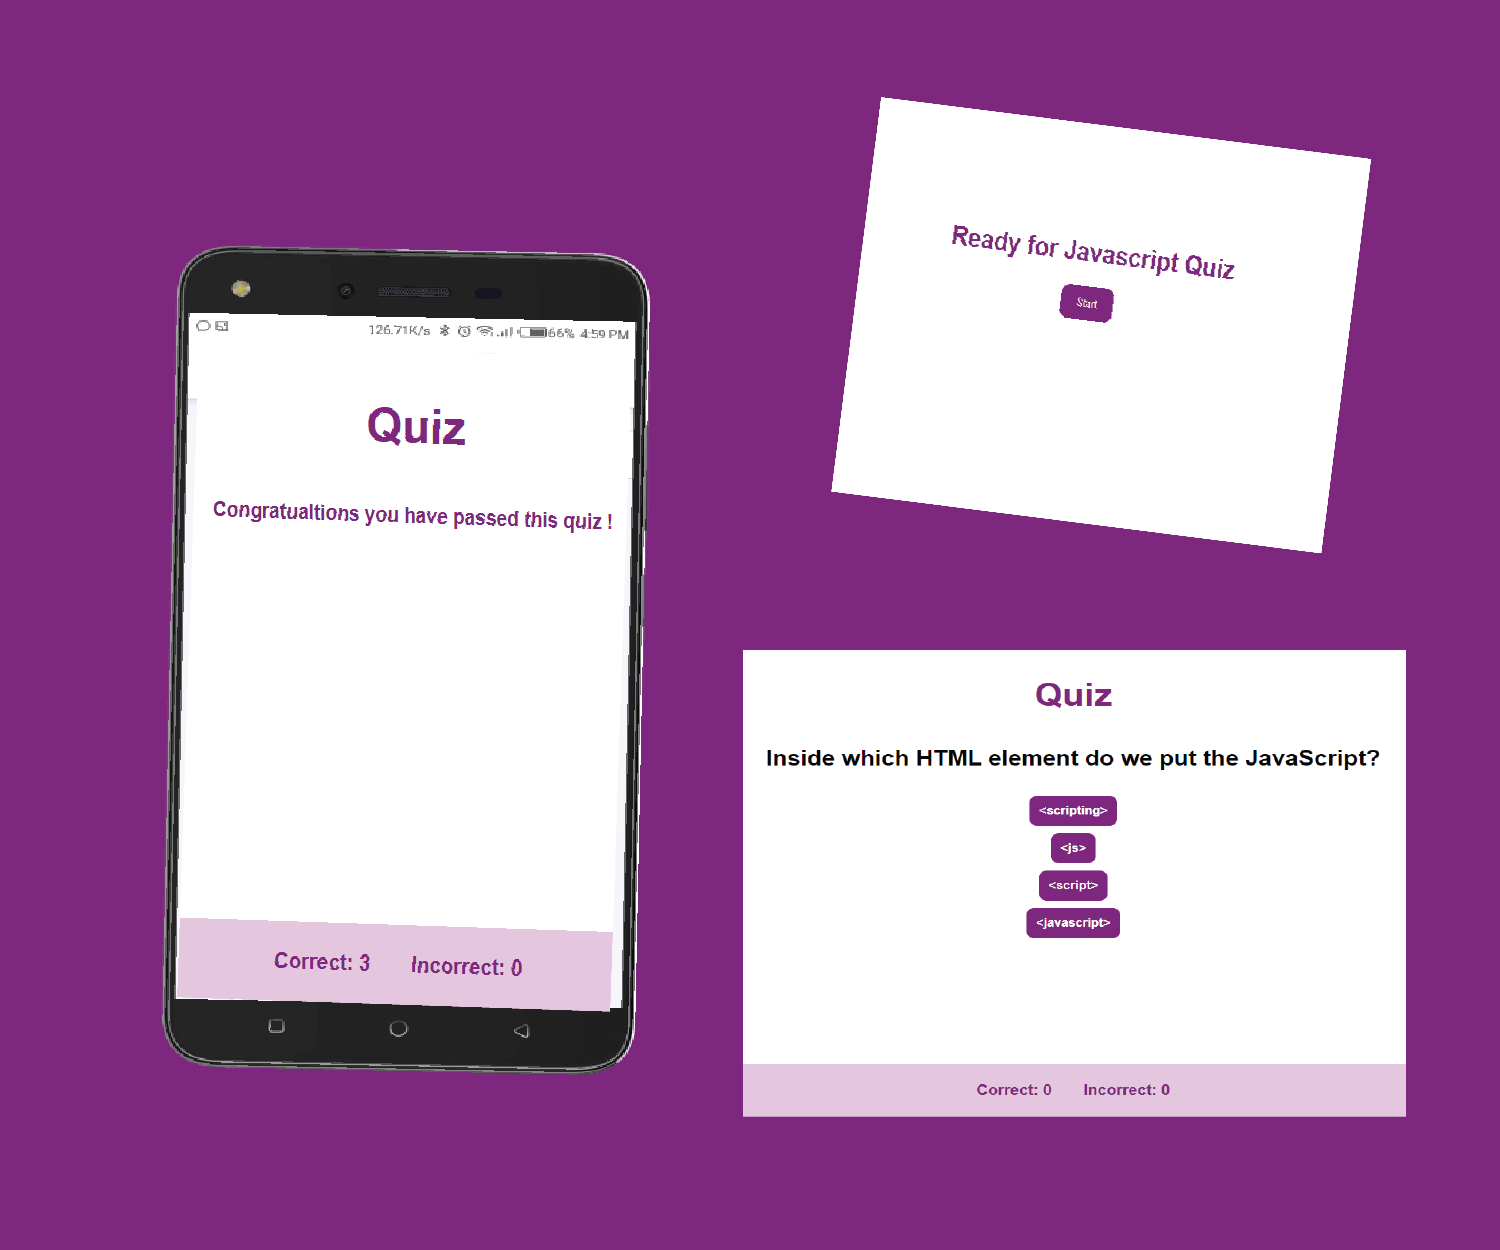 126.71K/s 66% 4:59 PM
Quiz
Congratualtions you have passed this quiz !
Correct: 3 Incorrect: 0
Ready for Javascript Quiz
Start
Quiz
Inside which HTML element do we put the JavaScript?
<scripting>
<js>
<script>
<javascript>
Correct: 0 Incorrect: 0